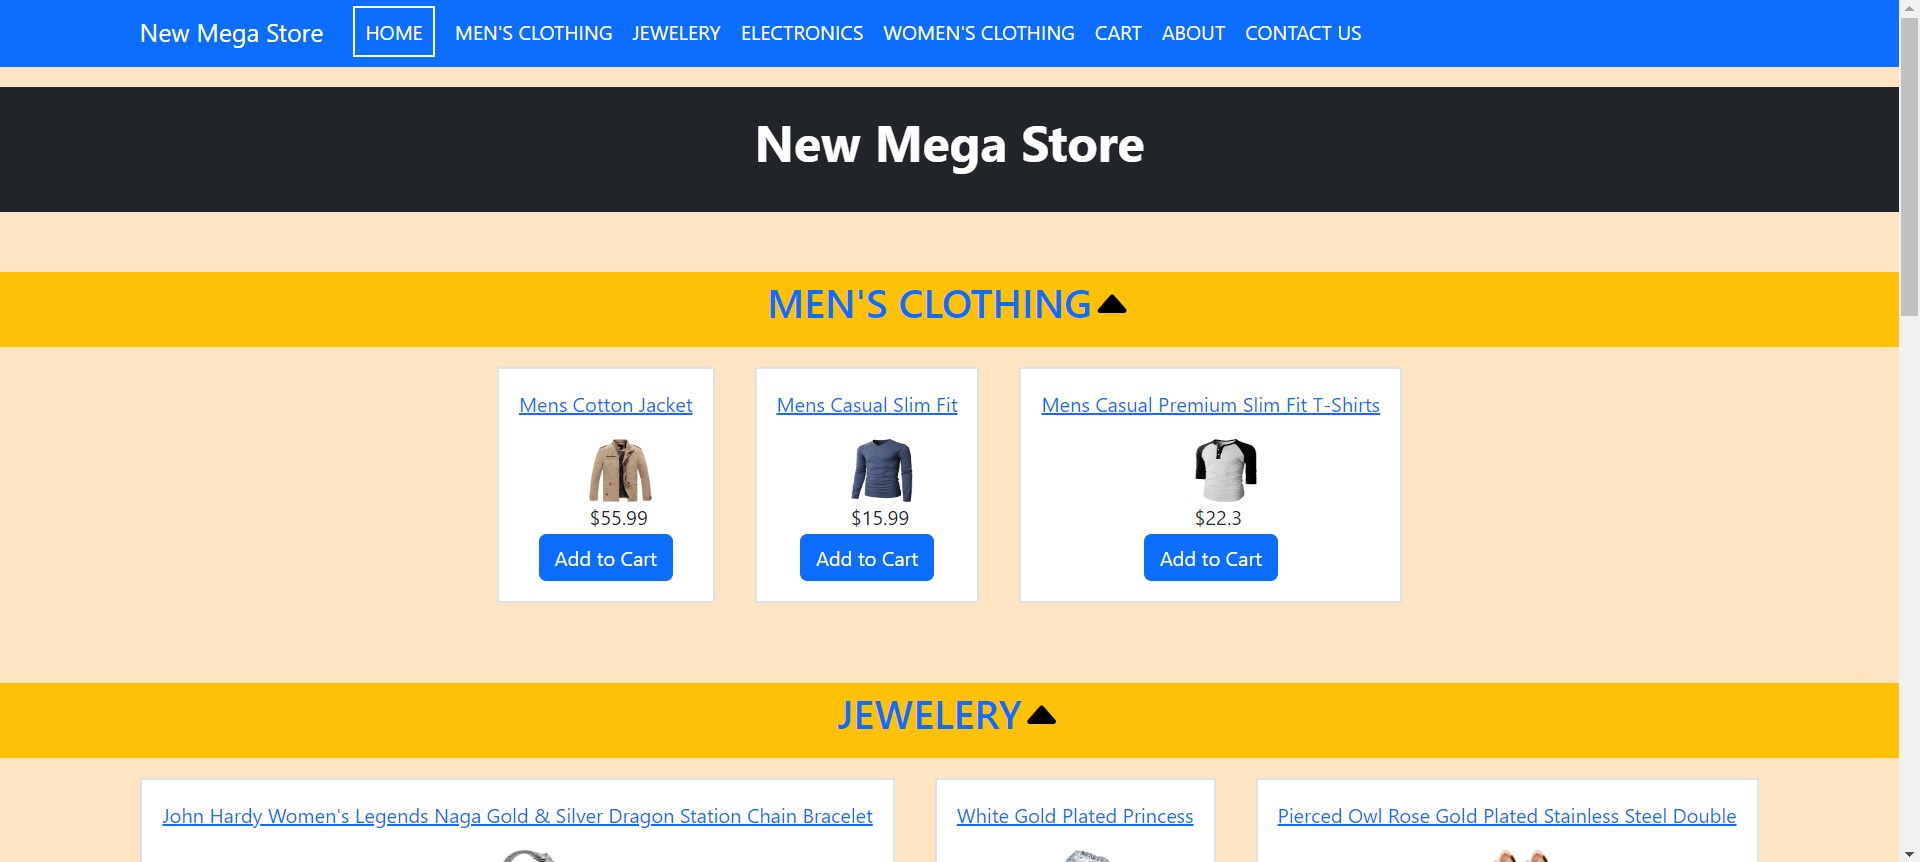 New Mega Store HOME MEN'S CLOTHING JEWELERY ELECTRONICS WOMEN'S CLOTHING CART ABOUT CONTACT US
New Mega Store
MEN'S CLOTHING
Mens Cotton Jacket
$55.99
Add to Cart
Mens Casual Slim Fit
$15.99
Add to Cart
Mens Casual Premium Slim Fit T-Shirts
$22.3
Add to Cart
JEWELERY
John Hardy Women's Legends Naga Gold & Silver Dragon Station Chain Bracelet
White Gold Plated Princess
Pierced Owl Rose Gold Plated Stainless Steel Double